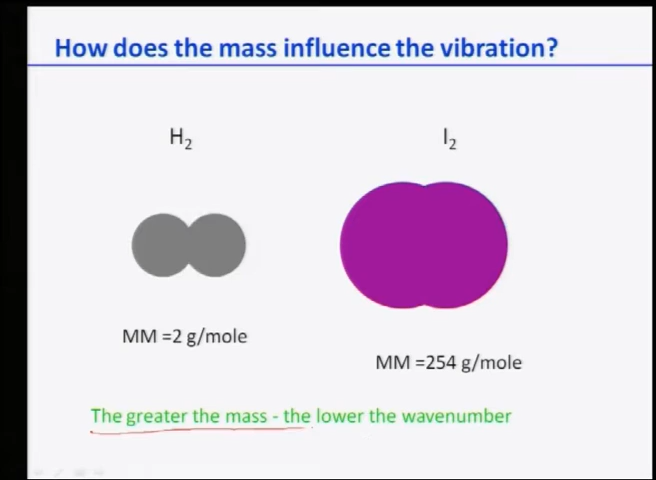 How does the mass influence the vibration?
H₂ I₂
MM =2 g/mole
MM =254 g/mole
The greater the mass - the lower the wavenumber